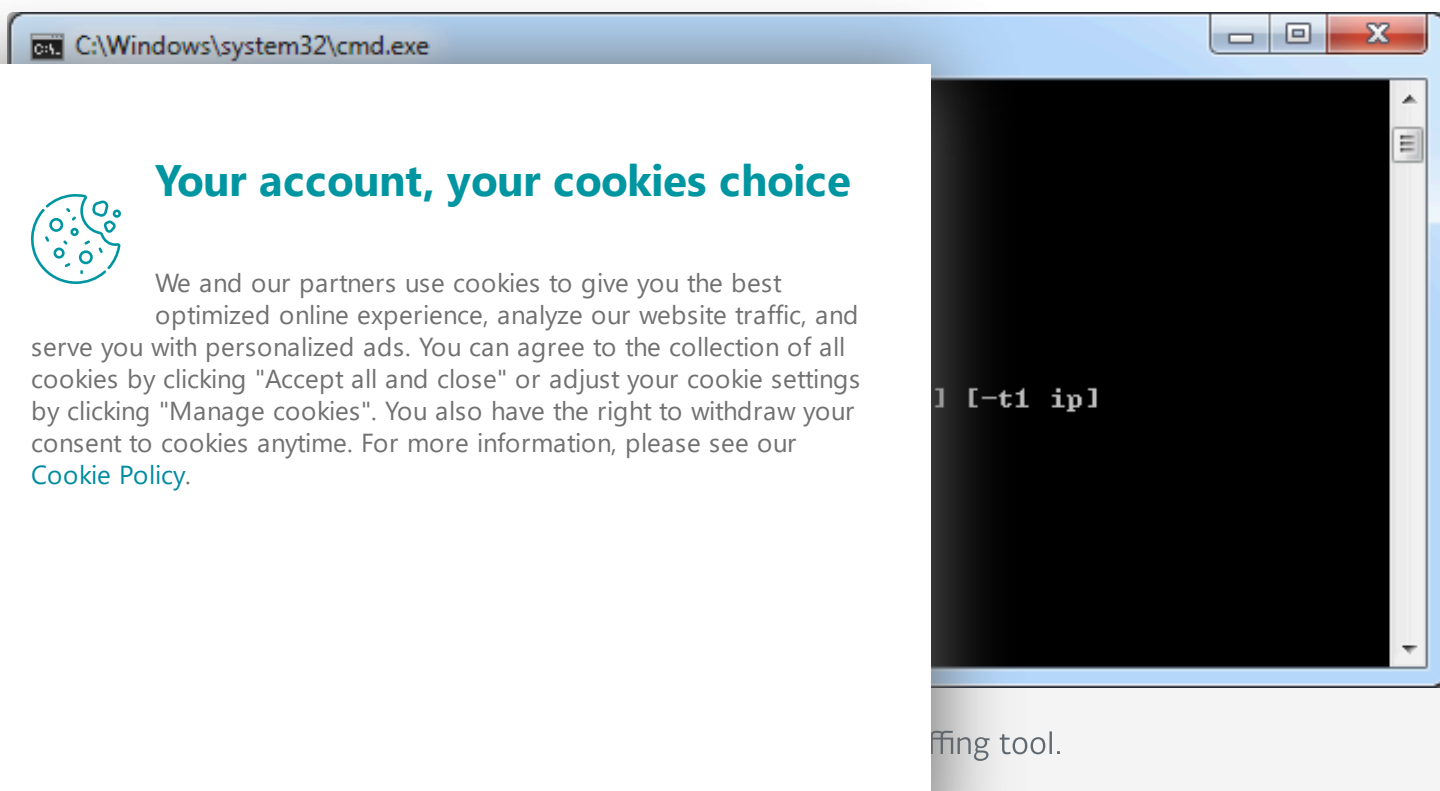 C:\Windows\system32\cmd.exe
Your account, your cookies choice
We and our partners use cookies to give you the best
optimized online experience, analyze our website traffic, and
serve you with personalized ads. You can agree to the collection of all
cookies by clicking "Accept all and close" or adjust your cookie settings
by clicking "Manage cookies". You also have the right to withdraw your
consent to cookies anytime. For more information, please see our
Cookie Policy.
] [-t1 ip]
ffing tool.